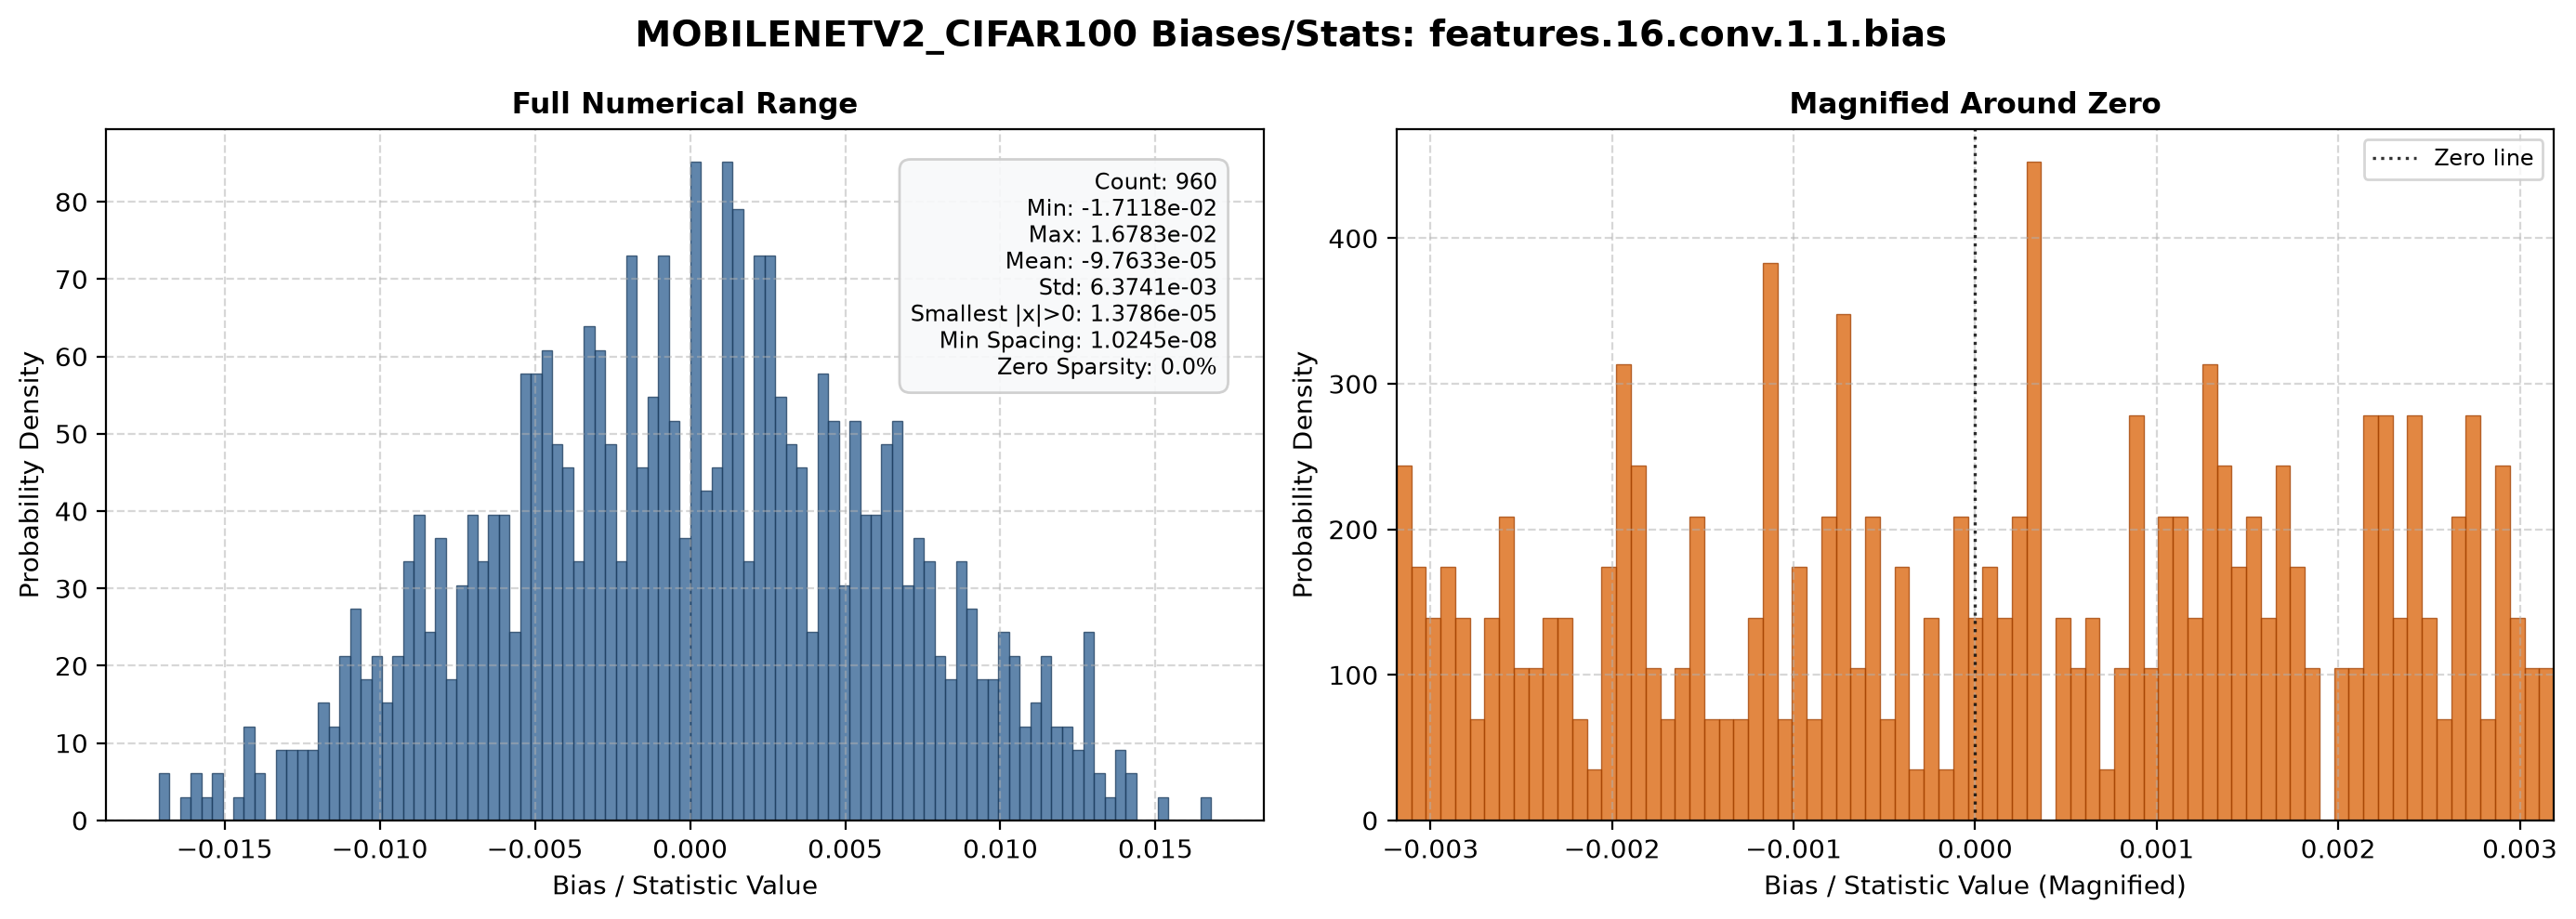 MOBILENETV2_CIFAR100 Biases/Stats: features.16.conv.1.1.bias
Full Numerical Range
Count: 960
Min: -1.7118e-02
Max: 1.6783e-02
Mean: -9.7633e-05
Std: 6.3741e-03
Smallest |x|>0: 1.3786e-05
Min Spacing: 1.0245e-08
Zero Sparsity: 0.0%
Probability Density
80
70
60
50
40
30
20
10
0
−0.015 −0.010 −0.005 0.000 0.005 0.010 0.015
Bias / Statistic Value
Magnified Around Zero
Zero line
Probability Density
400
300
200
100
0
−0.003 −0.002 −0.001 0.000 0.001 0.002 0.003
Bias / Statistic Value (Magnified)